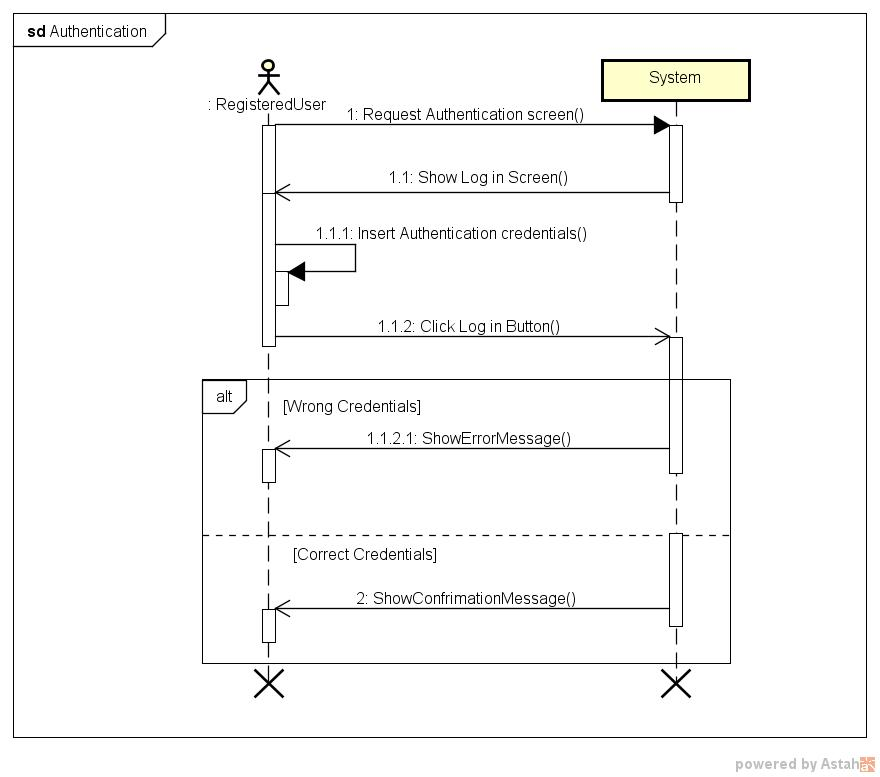 sd Authentication
: RegisteredUser
System
1: Request Authentication screen()
1.1: Show Log in Screen()
1.1.1: Insert Authentication credentials()
1.1.2: Click Log in Button()
alt
[Wrong Credentials]
1.1.2.1: ShowErrorMessage()
[Correct Credentials]
2: ShowConfrimationMessage()
powered by Astah